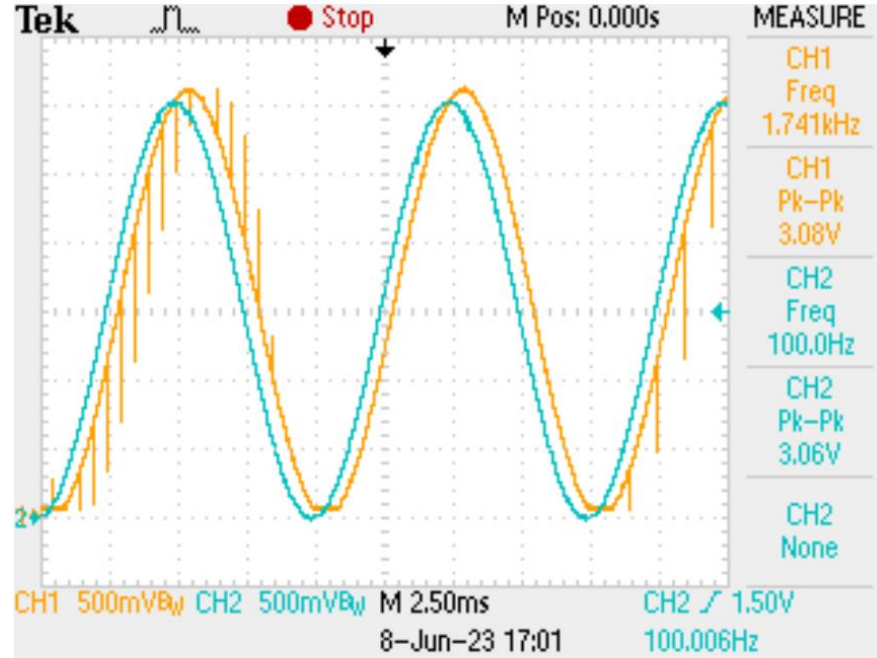 Tek Stop M Pos: 0.000s MEASURE
CH1
Freq
1.741kHz
CH1
Pk-Pk
3.08V
CH2
Freq
100.0Hz
CH2
Pk-Pk
3.06V
CH2
None
2
CH1 500mVBW CH2 500mVBW M 2.50ms CH2 1.50V
8-Jun-23 17:01 100.006Hz